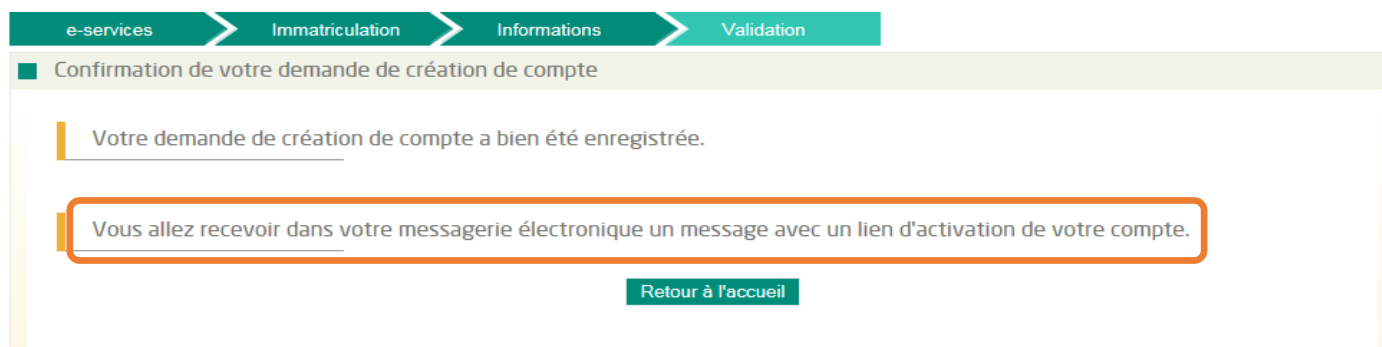 e-services Immatriculation Informations Validation
Confirmation de votre demande de création de compte
Votre demande de création de compte a bien été enregistrée.
Vous allez recevoir dans votre messagerie électronique un message avec un lien d'activation de votre compte.
Retour à l'accueil